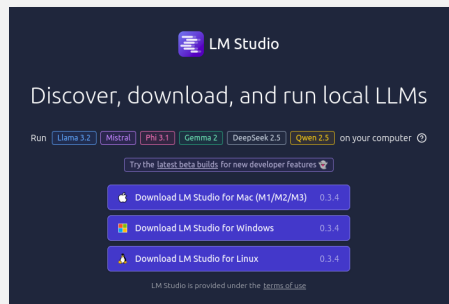 LM Studio
Discover, download, and run local LLMs
Run Llama 3.2 Mistral Phi 3.1 Gemma 2 DeepSeek 2.5 Qwen 2.5 on your computer
Try the latest beta builds for new developer features 👻
Download LM Studio for Mac (M1/M2/M3) 0.3.4
Download LM Studio for Windows 0.3.4
Download LM Studio for Linux 0.3.4
LM Studio is provided under the terms of use